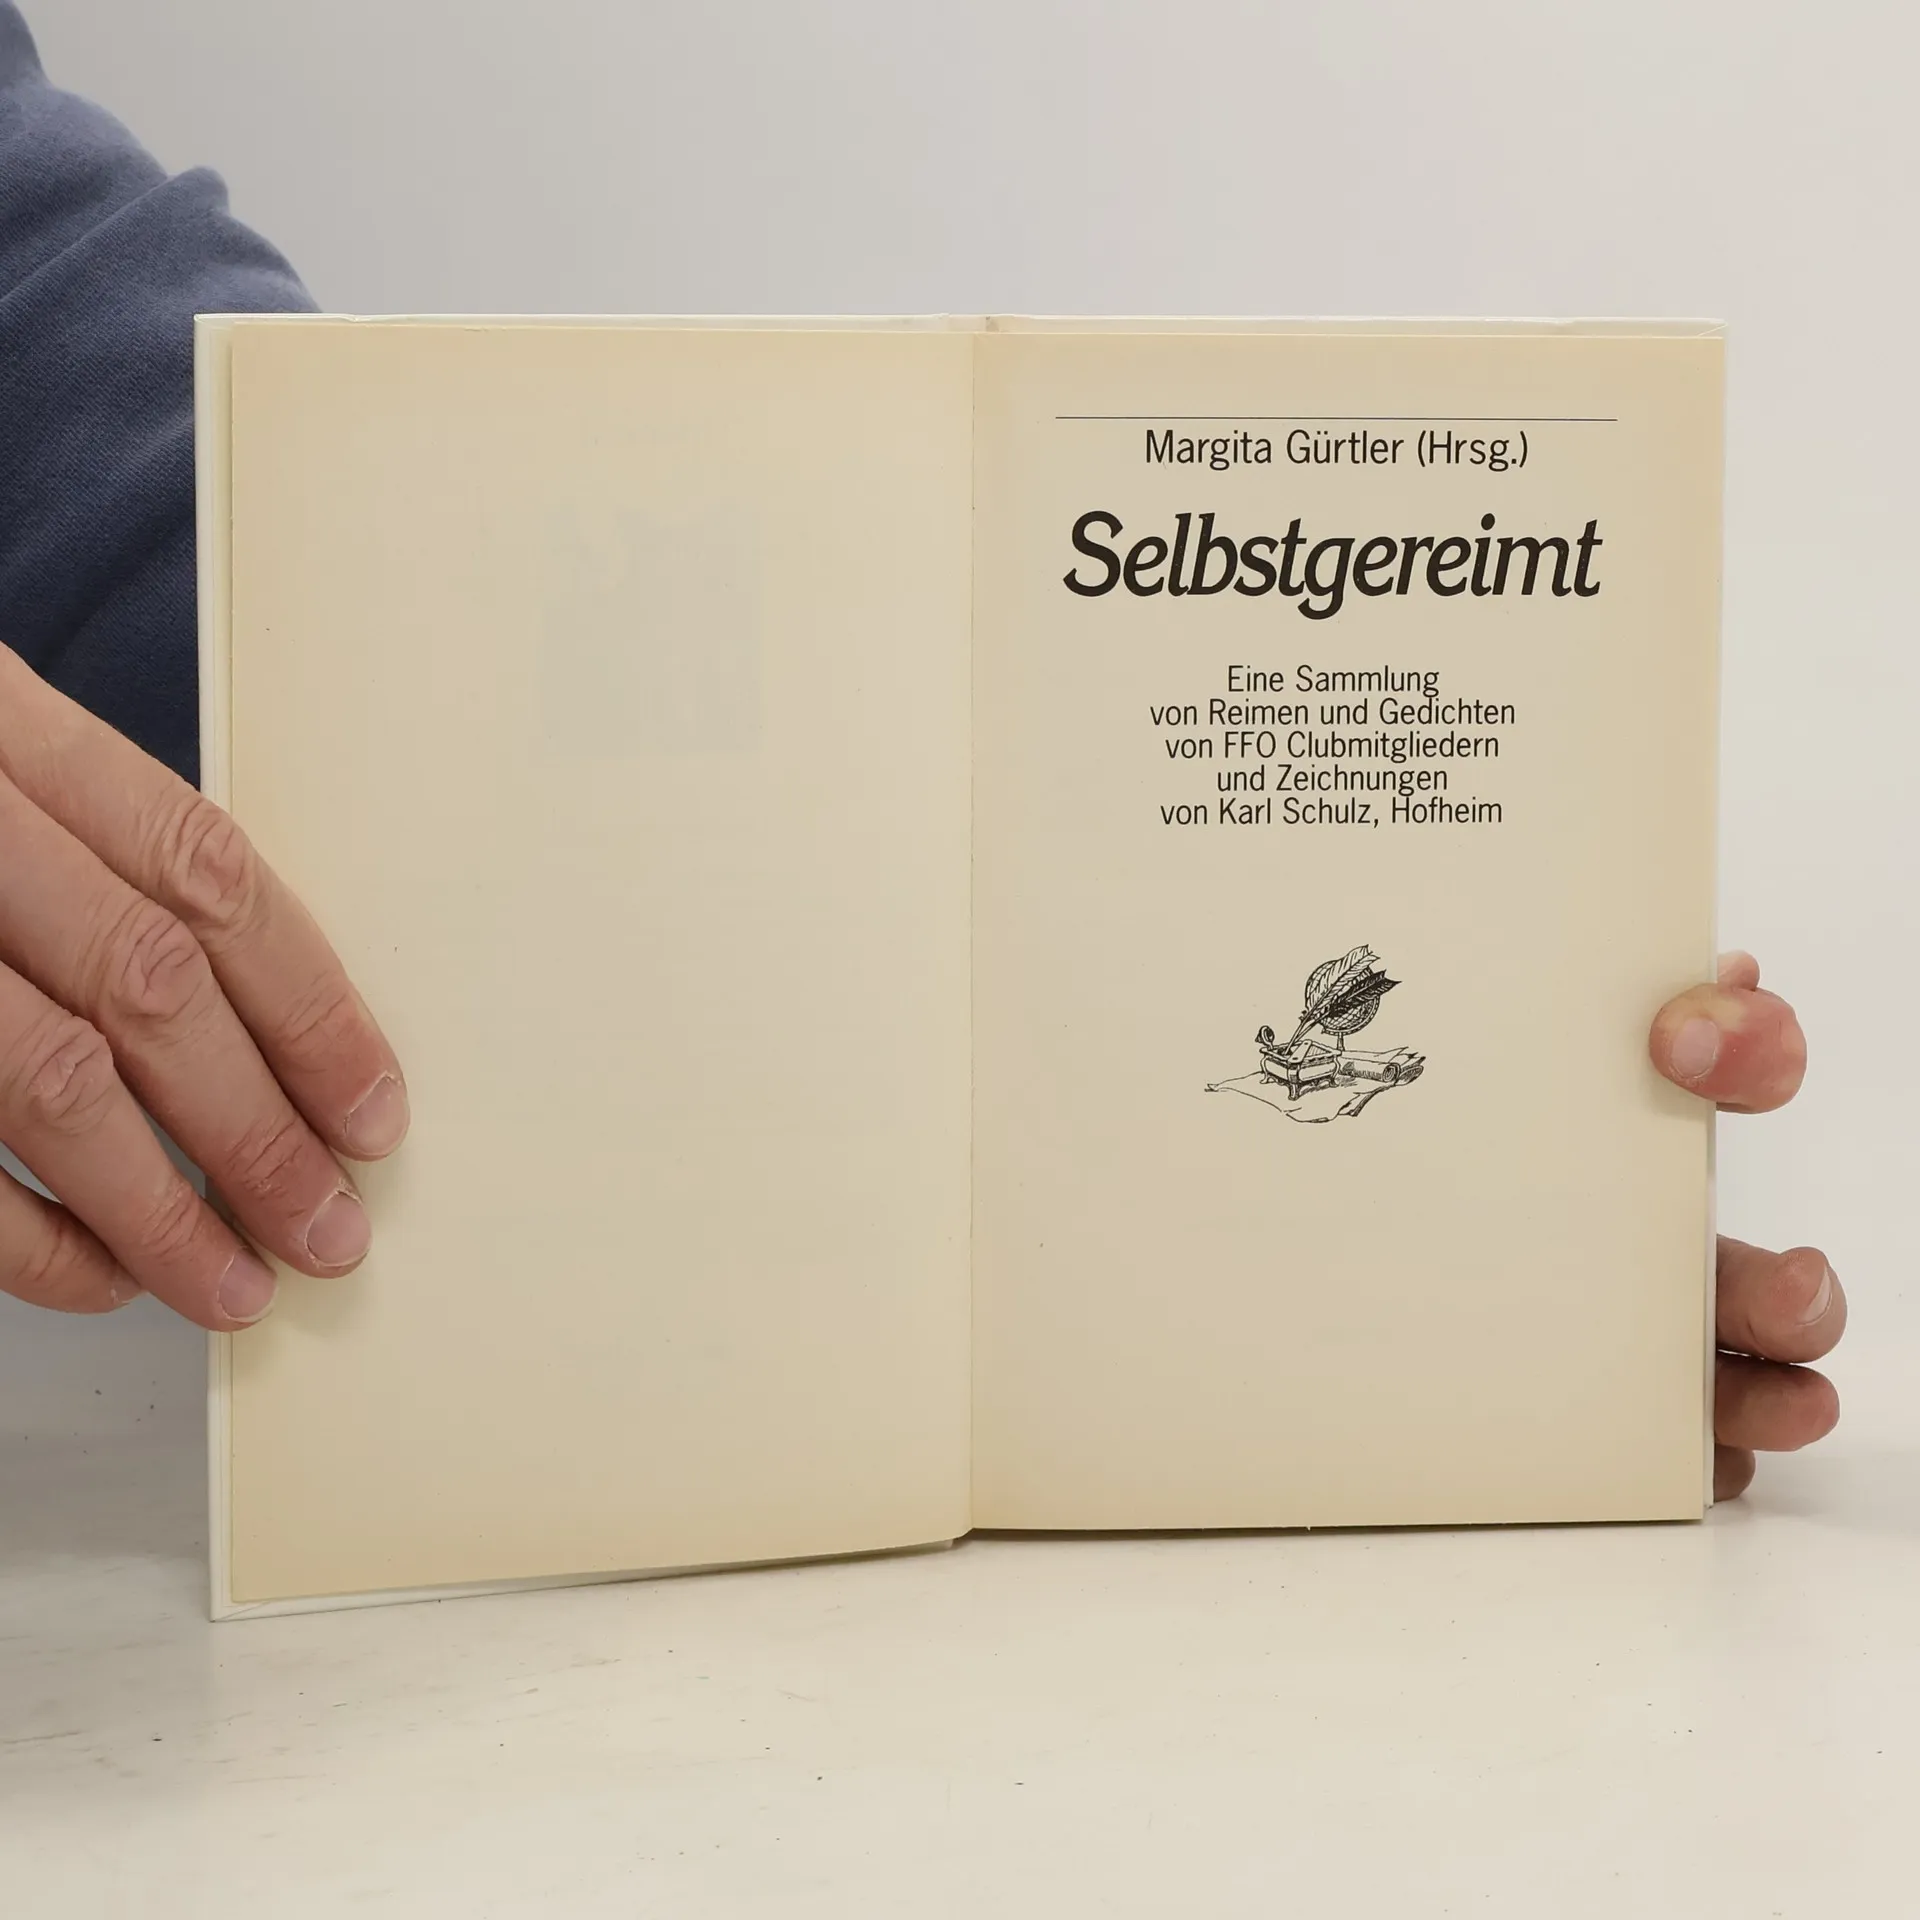 Margita Gürtler (Hrsg.)
Selbstgereimt
Eine Sammlung
von Reimen und Gedichten
von FFO Clubmitgliedern
und Zeichnungen
von Karl Schulz, Hofheim